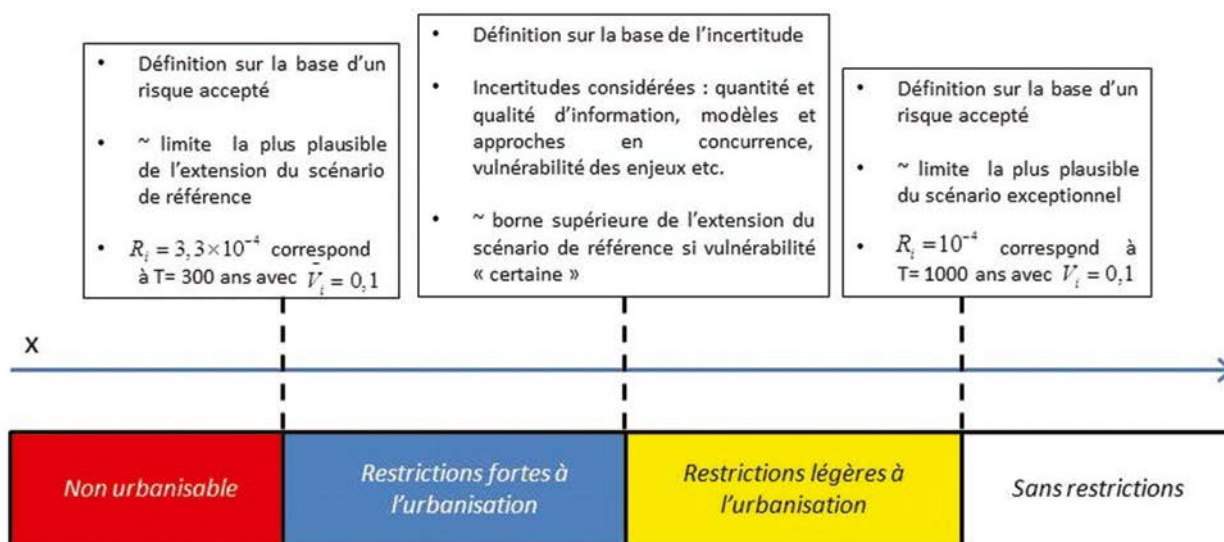 • Définition sur la base d'un
risque accepté
• ~ limite la plus plausible
de l'extension du scénario
de référence
• R_i = 3,3×10^{-4} correspond
à T= 300 ans avec V̄_i = 0,1
• Définition sur la base de l'incertitude
• Incertitudes considérées : quantité et
qualité d'information, modèles et
approches en concurrence,
vulnérabilité des enjeux etc.
• ~ borne supérieure de l'extension du
scénario de référence si vulnérabilité
« certaine »
• Définition sur la base d'un
risque accepté
• ~ limite la plus plausible
du scénario exceptionnel
• R_i = 10^{-4} correspond à
T= 1000 ans avec V̄_i = 0,1
x
Non urbanisable
Restrictions fortes à
l'urbanisation
Restrictions légères à
l'urbanisation
Sans restrictions